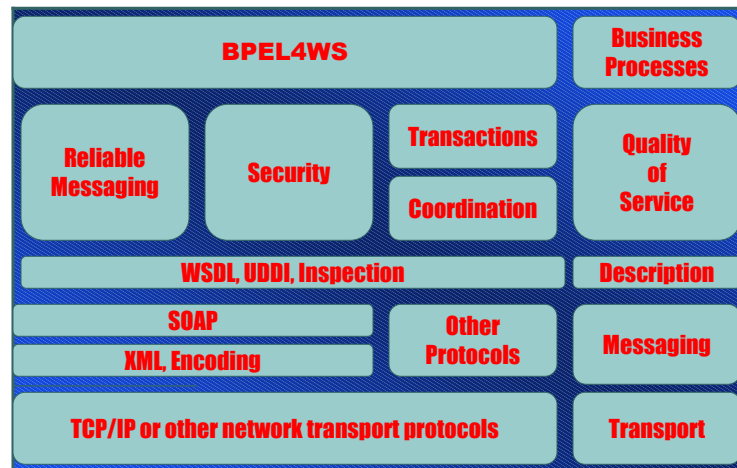 BPEL4WS
Business
Processes
Reliable
Messaging
Security
Transactions
Coordination
Quality
of
Service
WSDL, UDDI, Inspection
Description
SOAP
XML, Encoding
Other
Protocols
Messaging
TCP/IP or other network transport protocols
Transport